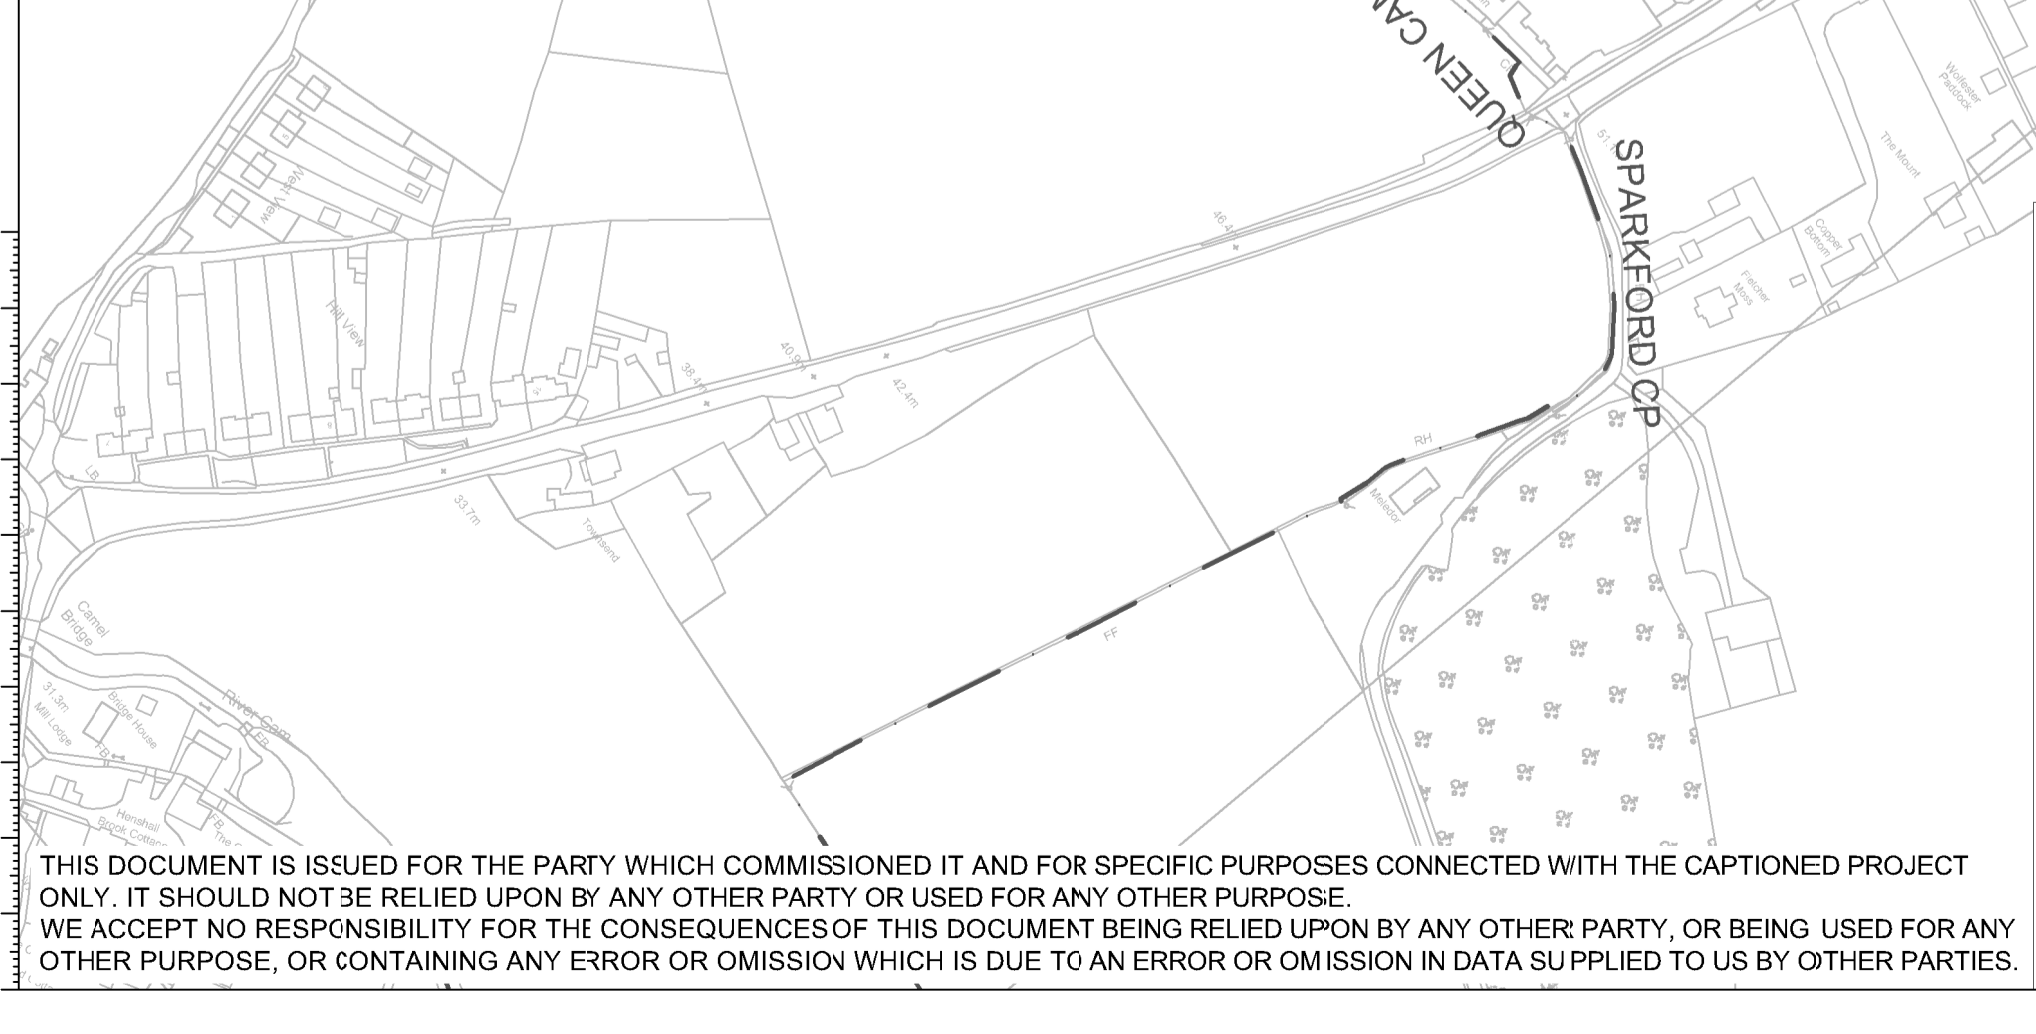 QUEEN CAM
SPARKFORD CP
Wolfester
Paddock
The Mount
Copper
Bottom
Fletcher
Moss
West View
Hill View
46.4m
40.9m
38.4m
42.4m
33.7m
LB
RH
Meledor
Townsend
FF
Camel
Bridge
River Cam
31.3m
Mill Lodge
Bridge House
FB
FB
FB
Henshall
Brook Cottage
THIS DOCUMENT IS ISSUED FOR THE PARTY WHICH COMMISSIONED IT AND FOR SPECIFIC PURPOSES CONNECTED WITH THE CAPTIONED PROJECT
ONLY. IT SHOULD NOT BE RELIED UPON BY ANY OTHER PARTY OR USED FOR ANY OTHER PURPOSE.
WE ACCEPT NO RESPONSIBILITY FOR THE CONSEQUENCES OF THIS DOCUMENT BEING RELIED UPON BY ANY OTHER PARTY, OR BEING USED FOR ANY
OTHER PURPOSE, OR CONTAINING ANY ERROR OR OMISSION WHICH IS DUE TO AN ERROR OR OMISSION IN DATA SUPPLIED TO US BY OTHER PARTIES.